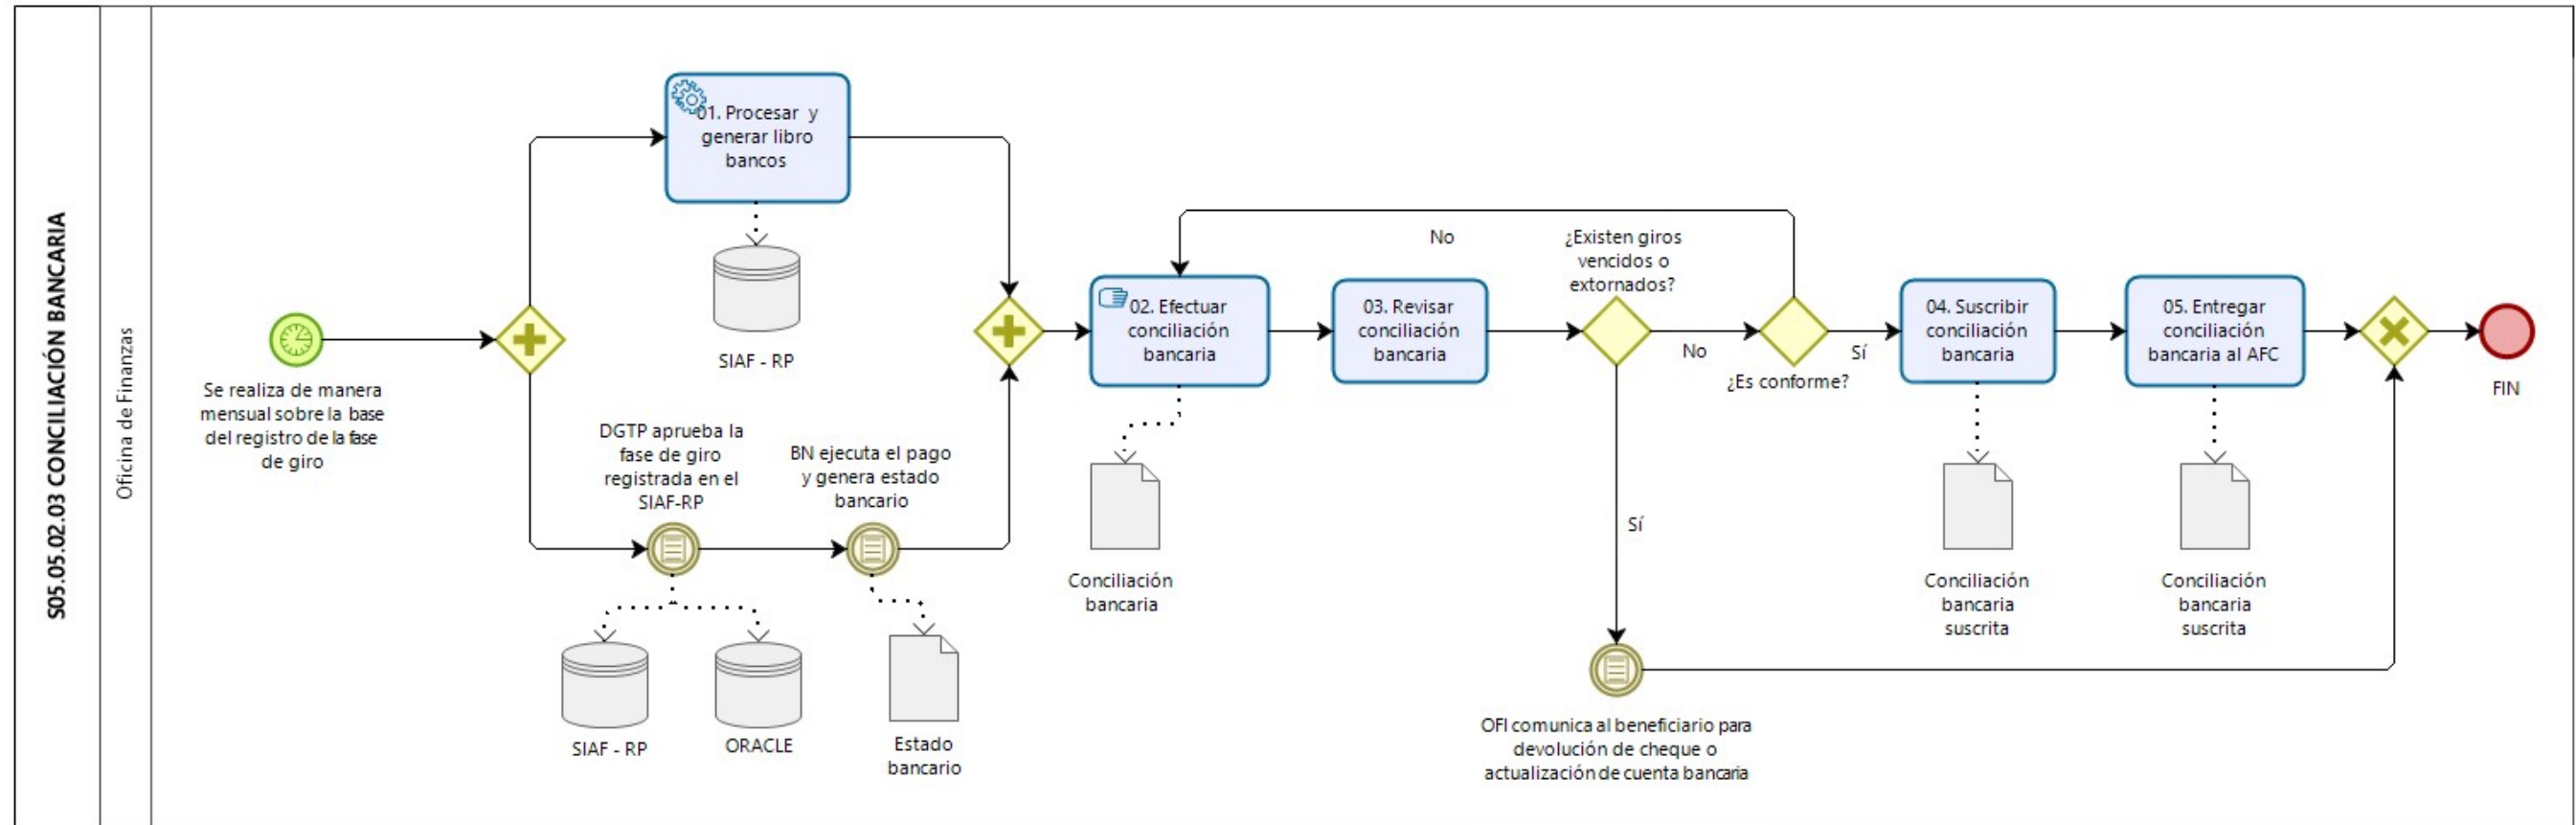 S05.05.02.03 CONCILIACIÓN BANCARIA
Oficina de Finanzas
Se realiza de manera
mensual sobre la base
del registro de la fase
de giro
01. Procesar y
generar libro
bancos
SIAF - RP
DGTP aprueba la
fase de giro
registrada en el
SIAF-RP
BN ejecuta el pago
y genera estado
bancario
SIAF - RP
ORACLE
Estado
bancario
02. Efectuar
conciliación
bancaria
Conciliación
bancaria
03. Revisar
conciliación
bancaria
¿Existen giros
vencidos o
extornados?
No
No
Sí
¿Es conforme?
Sí
OFI comunica al beneficiario para
devolución de cheque o
actualización de cuenta bancaria
04. Suscribir
conciliación
bancaria
Conciliación
bancaria
suscrita
05. Entregar
conciliación
bancaria al AFC
Conciliación
bancaria
suscrita
FIN